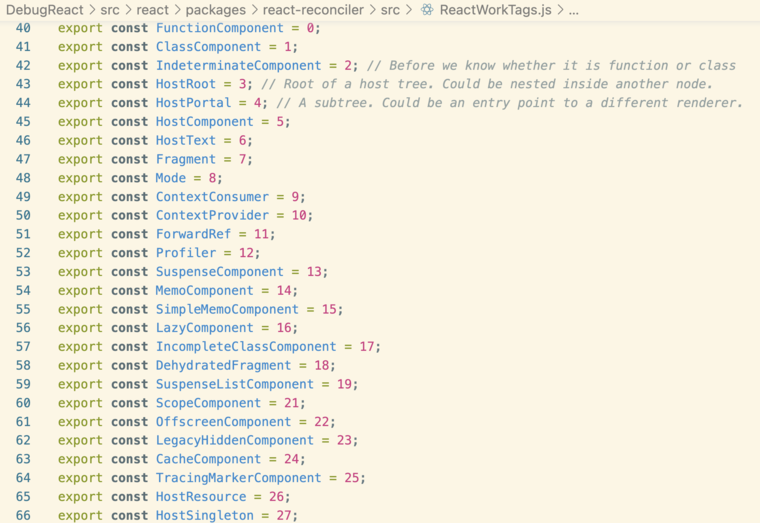 DebugReact > src > react > packages > react-reconciler > src > ReactWorkTags.js > ...
40 export const FunctionComponent = 0;
41 export const ClassComponent = 1;
42 export const IndeterminateComponent = 2; // Before we know whether it is function or class
43 export const HostRoot = 3; // Root of a host tree. Could be nested inside another node.
44 export const HostPortal = 4; // A subtree. Could be an entry point to a different renderer.
45 export const HostComponent = 5;
46 export const HostText = 6;
47 export const Fragment = 7;
48 export const Mode = 8;
49 export const ContextConsumer = 9;
50 export const ContextProvider = 10;
51 export const ForwardRef = 11;
52 export const Profiler = 12;
53 export const SuspenseComponent = 13;
54 export const MemoComponent = 14;
55 export const SimpleMemoComponent = 15;
56 export const LazyComponent = 16;
57 export const IncompleteClassComponent = 17;
58 export const DehydratedFragment = 18;
59 export const SuspenseListComponent = 19;
60 export const ScopeComponent = 21;
61 export const OffscreenComponent = 22;
62 export const LegacyHiddenComponent = 23;
63 export const CacheComponent = 24;
64 export const TracingMarkerComponent = 25;
65 export const HostResource = 26;
66 export const HostSingleton = 27;